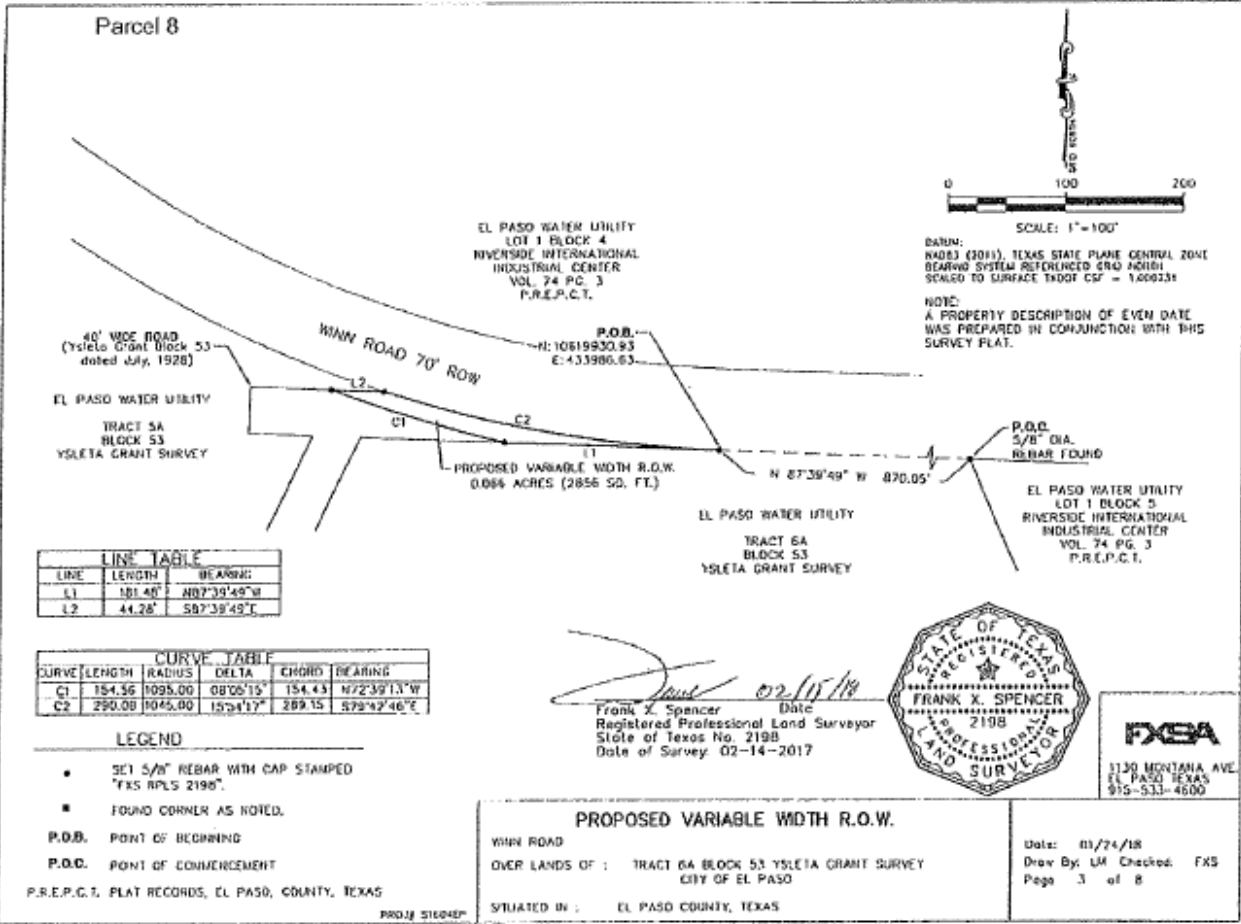 Parcel 8
0 100 200
SCALE: 1"=100'
DATUM:
NAD83 (2011), TEXAS STATE PLANE CENTRAL ZONE
BEARING SYSTEM REFERENCED GRID NORTH
SCALED TO SURFACE TXDOT CSF = 1.000231
NOTE:
A PROPERTY DESCRIPTION OF EVEN DATE
WAS PREPARED IN CONJUNCTION WITH THIS
SURVEY PLAT.
EL PASO WATER UTILITY
LOT 1 BLOCK 4
RIVERSIDE INTERNATIONAL
INDUSTRIAL CENTER
VOL. 74 PG. 3
P.R.E.P.C.T.
WINN ROAD 70' ROW
P.O.B.
N: 10619930.93
E: 433986.63
40' WIDE ROAD
(Ysleta Grant Block 53
dated July, 1928)
EL PASO WATER UTILITY
TRACT 5A
BLOCK 53
YSLETA GRANT SURVEY
L2
C1
C2
L1
PROPOSED VARIABLE WIDTH R.O.W.
0.066 ACRES (2856 SQ. FT.)
N 87°39'49" W 870.05'
P.O.C.
5/8" DIA.
REBAR FOUND
EL PASO WATER UTILITY
TRACT 6A
BLOCK 53
YSLETA GRANT SURVEY
EL PASO WATER UTILITY
LOT 1 BLOCK 5
RIVERSIDE INTERNATIONAL
INDUSTRIAL CENTER
VOL. 74 PG. 3
P.R.E.P.C.T.
LINE TABLE
LINE LENGTH BEARING
L1 181.48' N87°39'49"W
L2 44.28' S87°39'49"E
CURVE TABLE
CURVE LENGTH RADIUS DELTA CHORD BEARING
C1 154.56 1095.00 08°05'15" 154.43 N72°39'13"W
C2 290.08 1045.00 15°54'17" 289.15 S79°42'46"E
LEGEND
SET 5/8" REBAR WITH CAP STAMPED
"FXS RPLS 2198".
FOUND CORNER AS NOTED.
P.O.B. POINT OF BEGINNING
P.O.C. POINT OF COMMENCEMENT
P.R.E.P.C.T. PLAT RECORDS, EL PASO, COUNTY, TEXAS
02/15/18
Frank X. Spencer Date
Registered Professional Land Surveyor
State of Texas No. 2198
Date of Survey: 02-14-2017
STATE OF TEXAS
REGISTERED
FRANK X. SPENCER
2198
PROFESSIONAL
LAND SURVEYOR
FXSA
1130 MONTANA AVE.
EL PASO TEXAS
915-533-4600
PROPOSED VARIABLE WIDTH R.O.W.
WINN ROAD
OVER LANDS OF : TRACT 6A BLOCK 53 YSLETA GRANT SURVEY
CITY OF EL PASO
SITUATED IN : EL PASO COUNTY, TEXAS
Date: 01/24/18
Draw By: LM Checked: FXS
Page 3 of 8